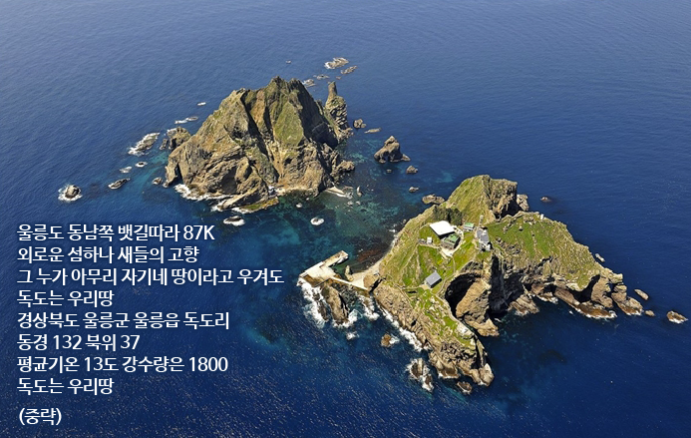 울릉도 동남쪽 뱃길따라 87K
외로운 섬하나 새들의 고향
그 누가 아무리 자기네 땅이라고 우겨도
독도는 우리땅
경상북도 울릉군 울릉읍 독도리
동경 132 북위 37
평균기온 13도 강수량은 1800
독도는 우리땅
(중략)